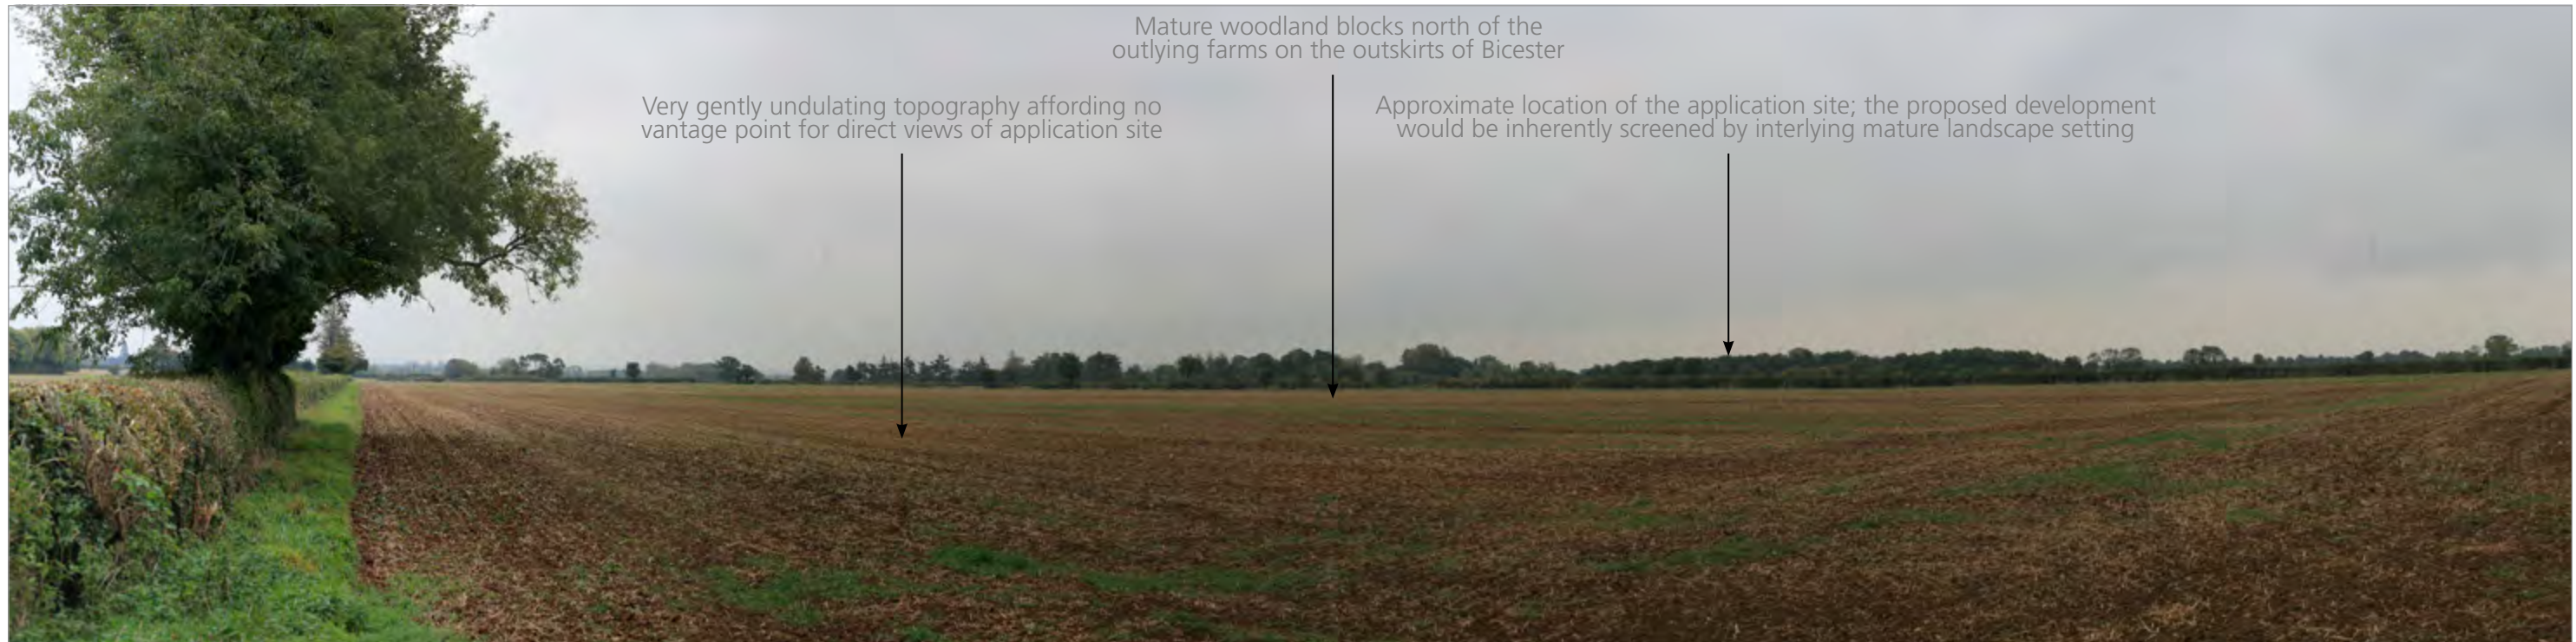 Mature woodland blocks north of the
outlying farms on the outskirts of Bicester
Very gently undulating topography affording no
vantage point for direct views of application site
Approximate location of the application site; the proposed development
would be inherently screened by interlying mature landscape setting